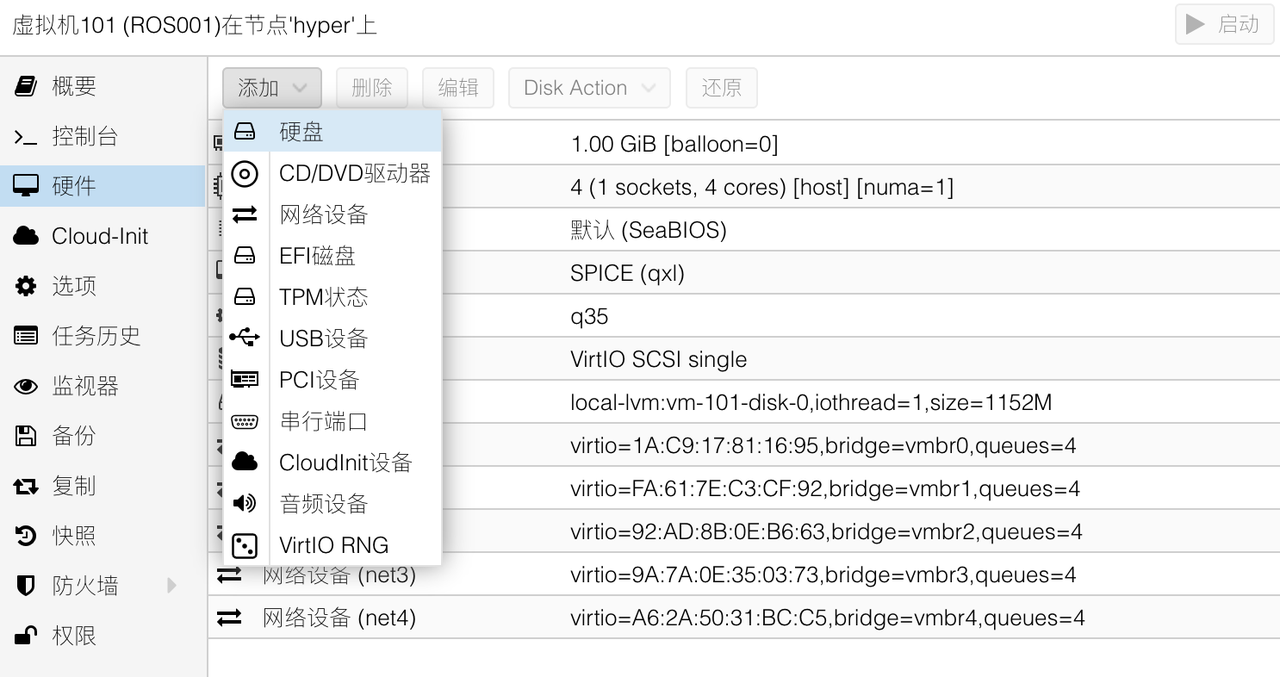 虚拟机101 (ROS001)在节点'hyper'上
启动
概要
控制台
硬件
Cloud-Init
选项
任务历史
监视器
备份
复制
快照
防火墙
权限
添加
删除
编辑
Disk Action
还原
硬盘
CD/DVD驱动器
网络设备
EFI磁盘
TPM状态
USB设备
PCI设备
串行端口
CloudInit设备
音频设备
VirtIO RNG
1.00 GiB [balloon=0]
4 (1 sockets, 4 cores) [host] [numa=1]
默认 (SeaBIOS)
SPICE (qxl)
q35
VirtIO SCSI single
local-lvm:vm-101-disk-0,iothread=1,size=1152M
virtio=1A:C9:17:81:16:95,bridge=vmbr0,queues=4
virtio=FA:61:7E:C3:CF:92,bridge=vmbr1,queues=4
virtio=92:AD:8B:0E:B6:63,bridge=vmbr2,queues=4
网络设备 (net3) virtio=9A:7A:0E:35:03:73,bridge=vmbr3,queues=4
网络设备 (net4) virtio=A6:2A:50:31:BC:C5,bridge=vmbr4,queues=4